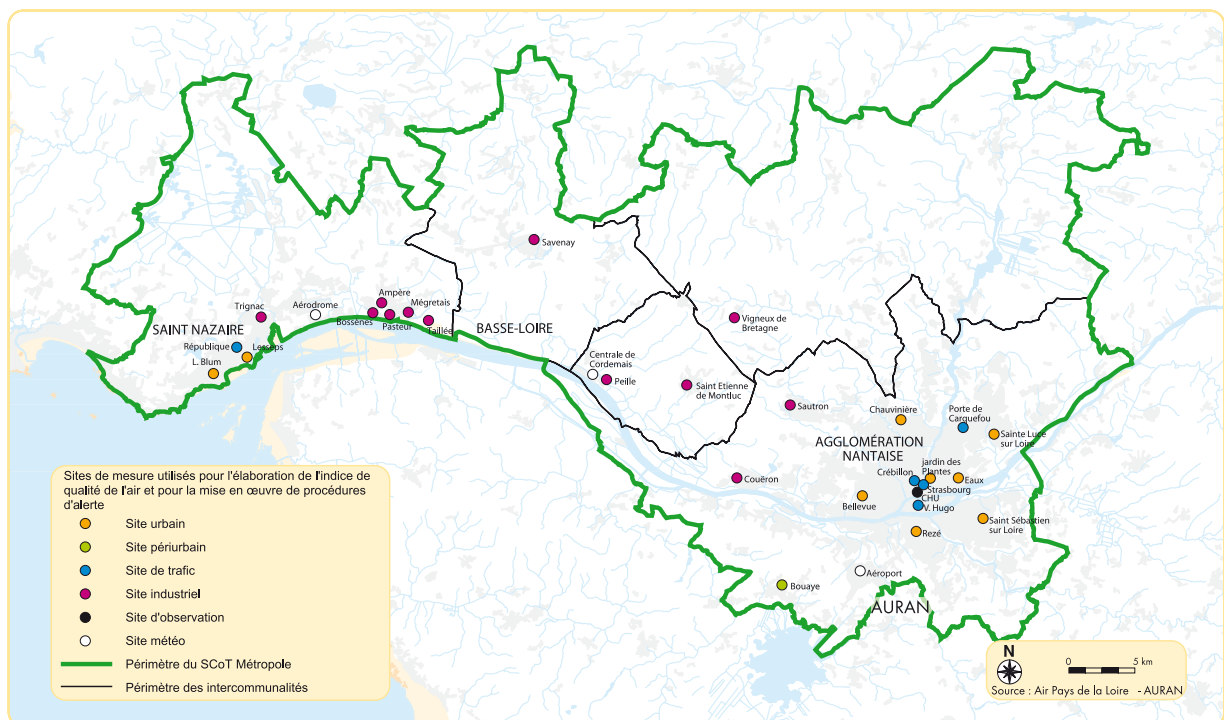 Savenay
Ampère
Mégretais
Aérodrome
Trignac
Bossènes
Pasteur
Taillée
SAINT NAZAIRE
BASSE-LOIRE
République
Lesseps
L. Blum
Vigneux de
Bretagne
Centrale de
Cordemais
Peille
Saint Etienne
de Montluc
Sautron
Chauvinière
Porte de
Carquefou
Sainte Luce
sur Loire
AGGLOMÉRATION
NANTAISE
jardin des
Plantes
Crébillon
Eaux
Strasbourg
CHU
V. Hugo
Couëron
Bellevue
Saint Sébastien
sur Loire
Rezé
Aéroport
Bouaye
AURAN
Sites de mesure utilisés pour l'élaboration de l'indice de
qualité de l'air et pour la mise en œuvre de procédures
d'alerte
Site urbain
Site périurbain
Site de trafic
Site industriel
Site d'observation
Site météo
Périmètre du SCoT Métropole
Périmètre des intercommunalités
N
0 5 km
Source : Air Pays de la Loire - AURAN